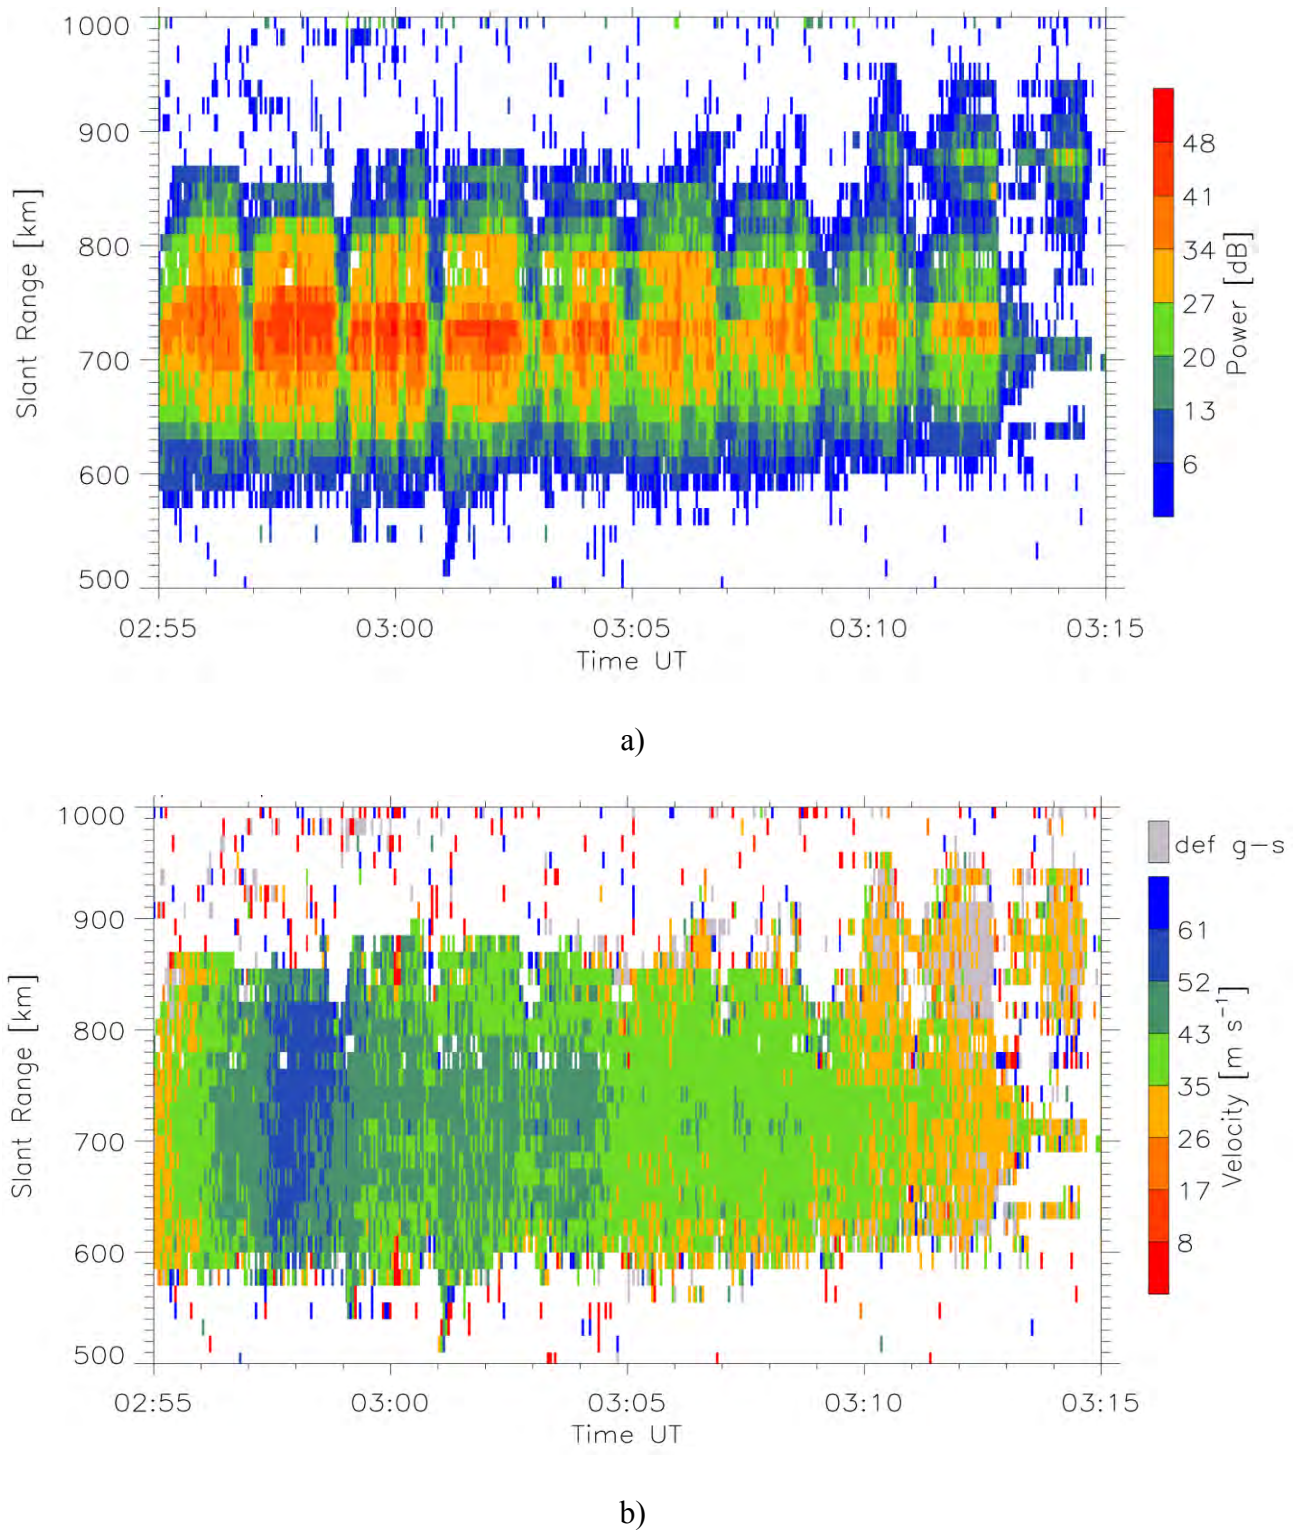 1000
900
800
700
600
500
Slant Range [km]
02:55 03:00 03:05 03:10 03:15
Time UT
48
41
34
27
20
13
6
Power [dB]
a)
1000
900
800
700
600
500
Slant Range [km]
02:55 03:00 03:05 03:10 03:15
Time UT
def g-s
61
52
43
35
26
17
8
Velocity [m s⁻¹]
b)